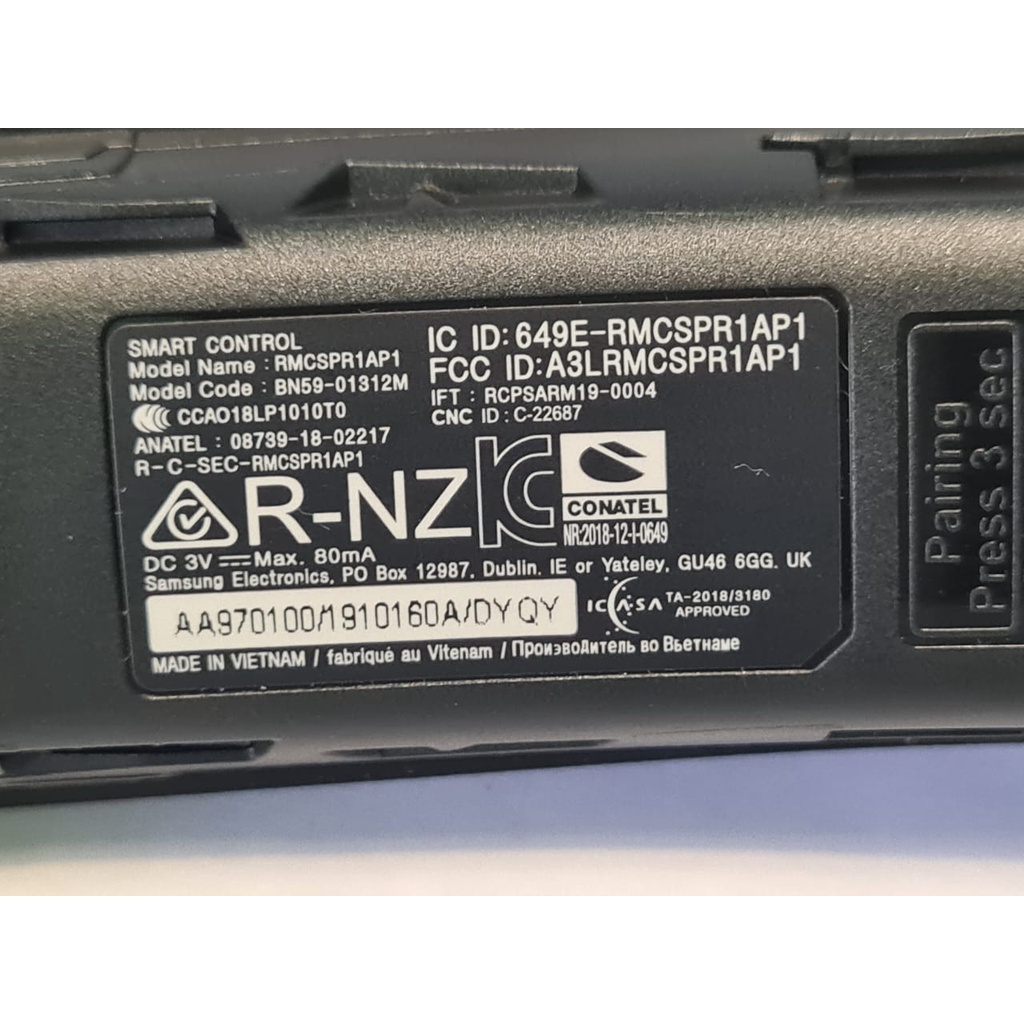 SMART CONTROL
Model Name : RMCSPR1AP1
Model Code : BN59-01312M
CCAO18LP1010T0
ANATEL : 08739-18-02217
R-C-SEC-RMCSPR1AP1
IC ID: 649E-RMCSPR1AP1
FCC ID: A3LRMCSPR1AP1
IFT : RCPSARM19-0004
CNC ID : C-22687
R-NZ
KC
CONATEL
NR:2018-12-I-0649
DC 3V⎓Max. 80mA
Samsung Electronics, PO Box 12987, Dublin. IE or Yateley, GU46 6GG. UK
AA970100/1910160A/DYQY
ICASA TA-2018/3180
APPROVED
MADE IN VIETNAM / fabriqué au Vitenam / Производитель во Вьетнаме
Pairing
Press 3 sec